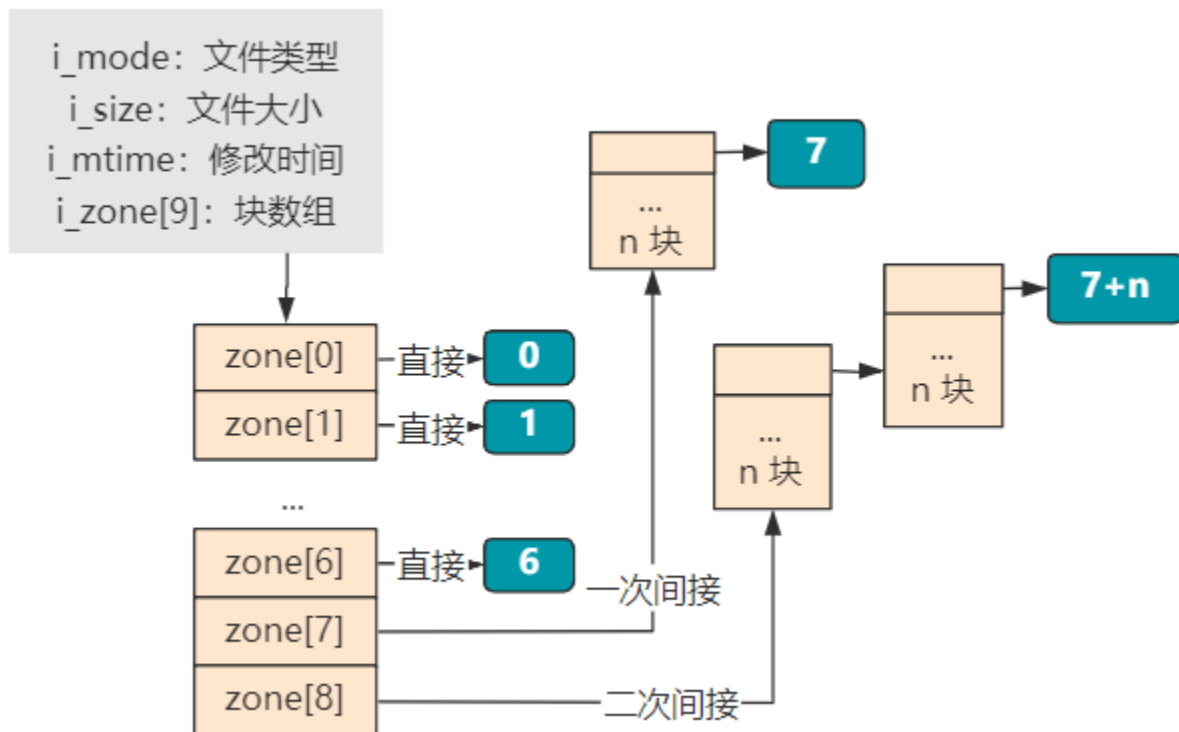 i_mode：文件类型
i_size：文件大小
i_mtime：修改时间
i_zone[9]：块数组
7
...
n 块
7+n
...
n 块
...
n 块
zone[0]
直接
0
zone[1]
直接
1
...
zone[6]
直接
6
一次间接
zone[7]
zone[8]
二次间接